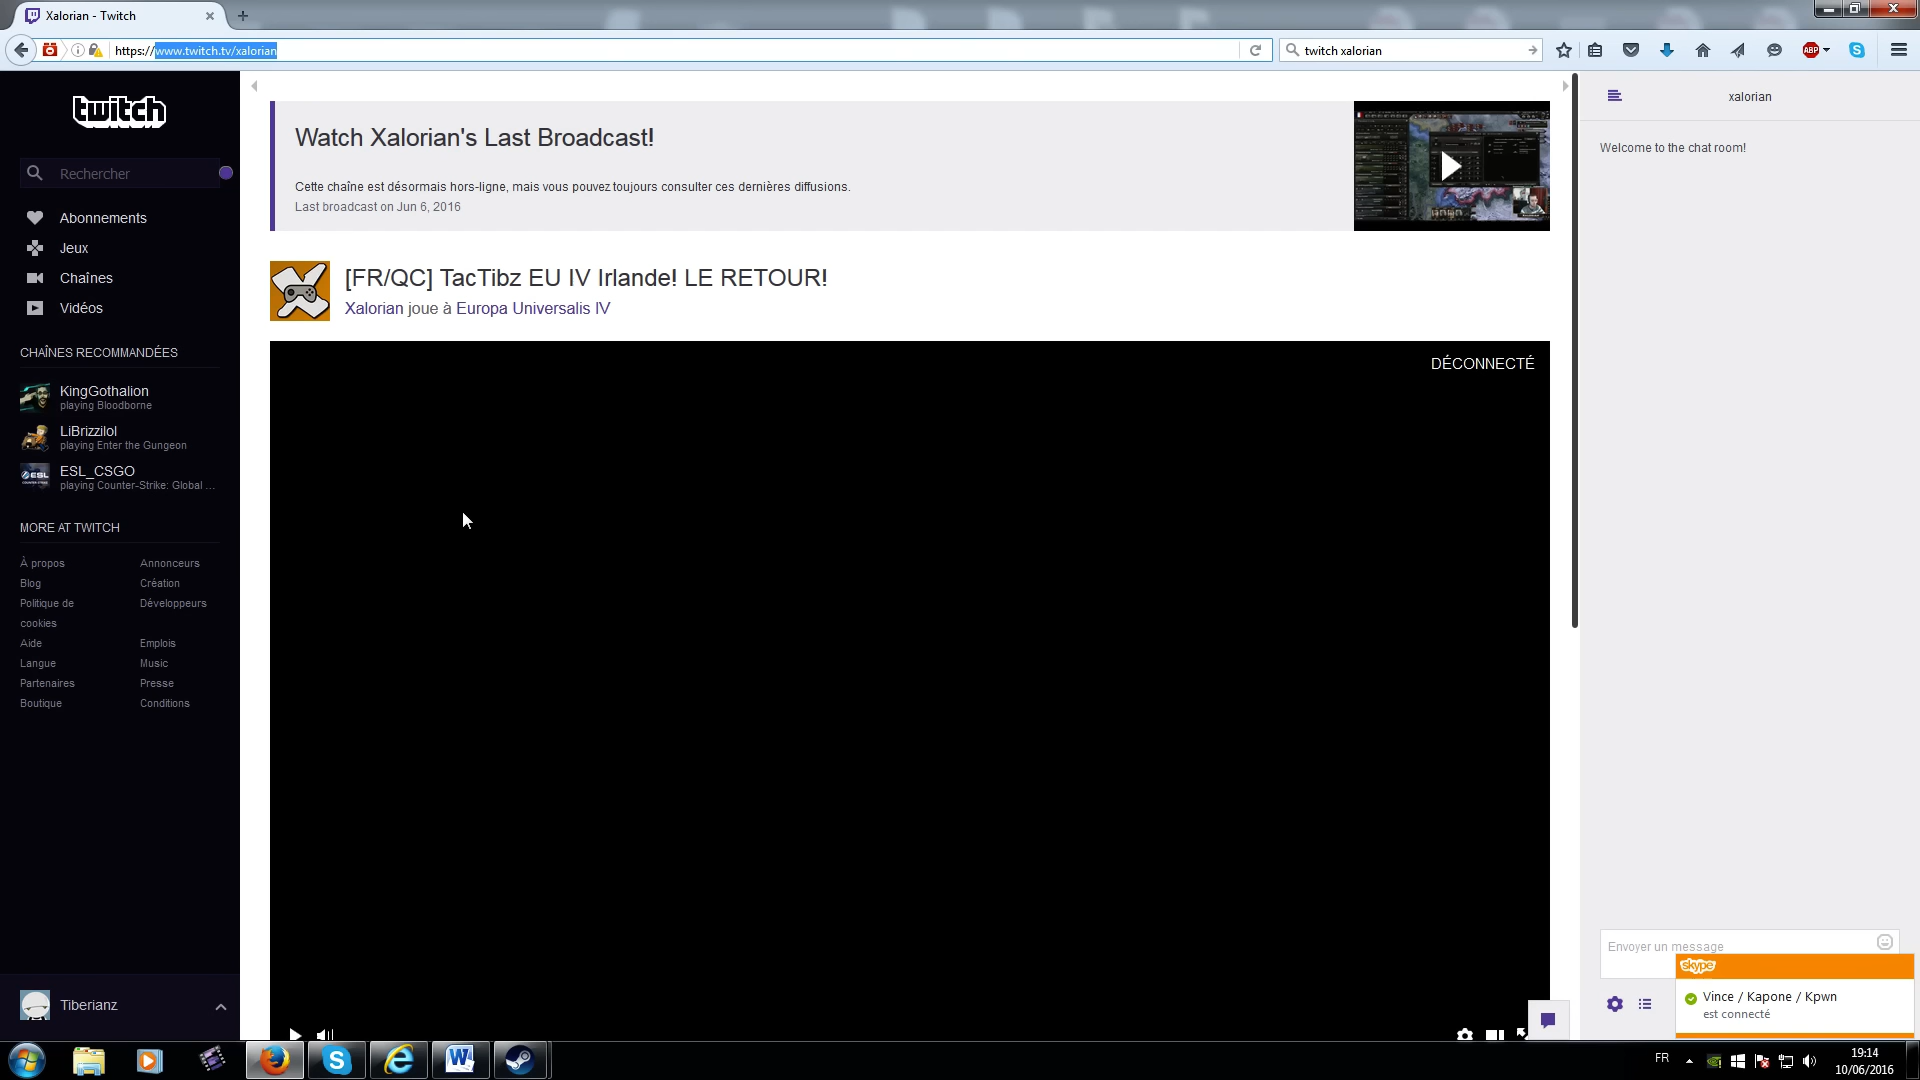 Xalorian - Twitch
https://www.twitch.tv/xalorian
twitch xalorian
ABP
twitch
Rechercher
Abonnements
Jeux
Chaînes
Vidéos
CHAÎNES RECOMMANDÉES
KingGothalion
playing Bloodborne
LiBrizzilol
playing Enter the Gungeon
ESL
ESL_CSGO
playing Counter-Strike: Global ...
MORE AT TWITCH
À propos
Annonceurs
Blog
Création
Politique de
cookies
Développeurs
Aide
Emplois
Langue
Music
Partenaires
Presse
Boutique
Conditions
Tiberianz
Watch Xalorian's Last Broadcast!
Cette chaîne est désormais hors-ligne, mais vous pouvez toujours consulter ces dernières diffusions.
Last broadcast on Jun 6, 2016
[FR/QC] TacTibz EU IV Irlande! LE RETOUR!
Xalorian joue à Europa Universalis IV
DÉCONNECTÉ
xalorian
Welcome to the chat room!
Envoyer un message
skype
Vince / Kapone / Kpwn
est connecté
FR
19:14
10/06/2016